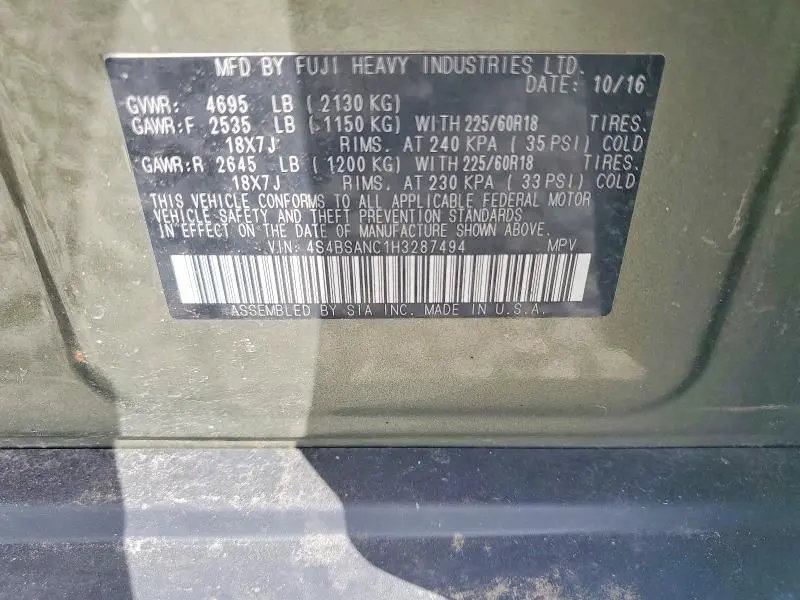 MFD BY FUJI HEAVY INDUSTRIES LTD.
DATE: 10/16
GVWR: 4695 LB ( 2130 KG)
GAWR:F 2535 LB ( 1150 KG) WITH 225/60R18 TIRES.
18X7J RIMS. AT 240 KPA ( 35 PSI) COLD
GAWR:R 2645 LB ( 1200 KG) WITH 225/60R18 TIRES.
18X7J RIMS. AT 230 KPA ( 33 PSI) COLD
THIS VEHICLE CONFORMS TO ALL APPLICABLE FEDERAL MOTOR
VEHICLE SAFETY AND THEFT PREVENTION STANDARDS
IN EFFECT ON THE DATE OF MANUFACTURE SHOWN ABOVE.
VIN: 4S4BSANC1H3287494 MPV
ASSEMBLED BY SIA INC. MADE IN U.S.A.